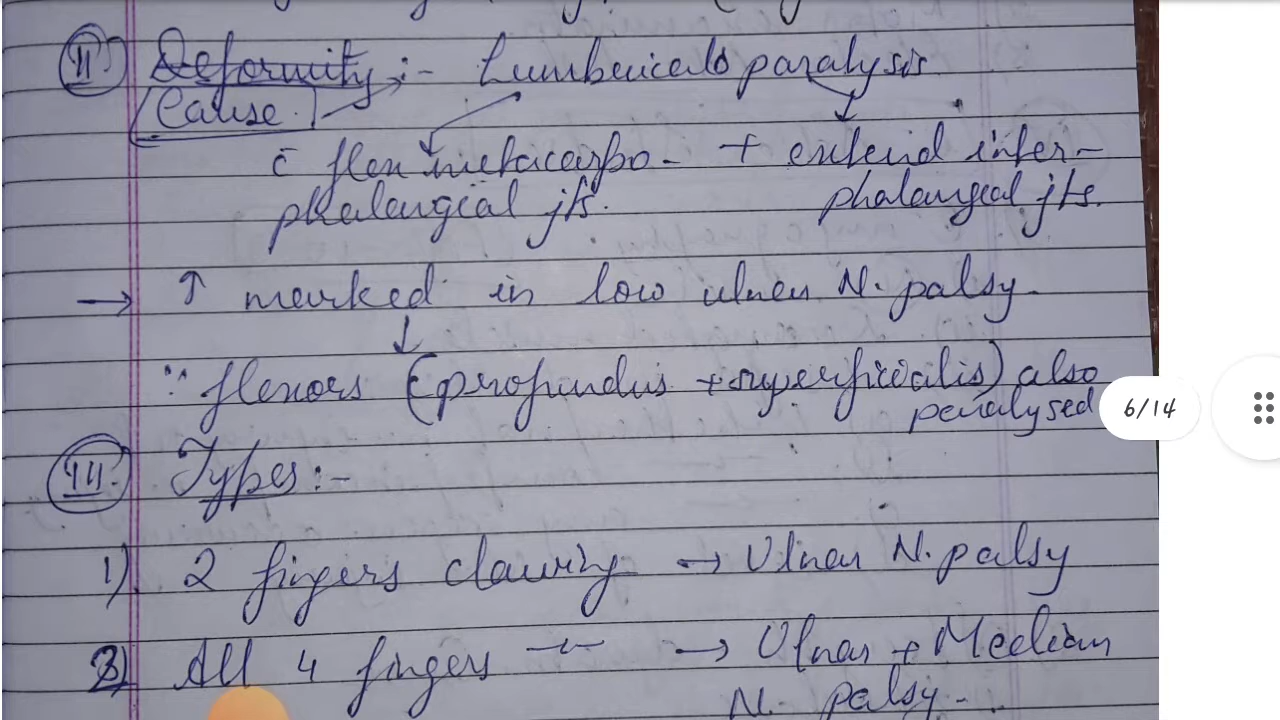 II) Deformity :- Lumbricals paralysis
Cause.
c̄ flex metacarpo- + extend inter-
phalangial jts. phalangeal jts.
→ ↑ marked in low ulnar N. palsy.
↓
∵ flexors (profundus + superficialis) also
paralysed
6/14
III. Types :-
1) 2 fingers clawing → Ulnar N. palsy
2) All 4 fingers -〃- → Ulnar + Median
N. palsy.